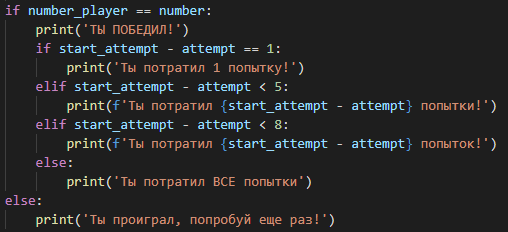 if number_player == number:
    print('ТЫ ПОБЕДИЛ!')
    if start_attempt - attempt == 1:
        print('Ты потратил 1 попытку!')
    elif start_attempt - attempt < 5:
        print(f'Ты потратил {start_attempt - attempt} попытки!')
    elif start_attempt - attempt < 8:
        print(f'Ты потратил {start_attempt - attempt} попыток!')
    else:
        print('Ты потратил ВСЕ попытки')
else:
    print('Ты проиграл, попробуй еще раз!')